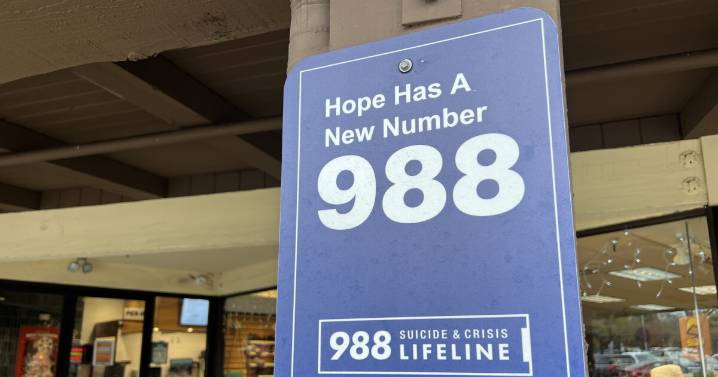 Hope Has A
New Number
988
988 SUICIDE & CRISIS
LIFELINE